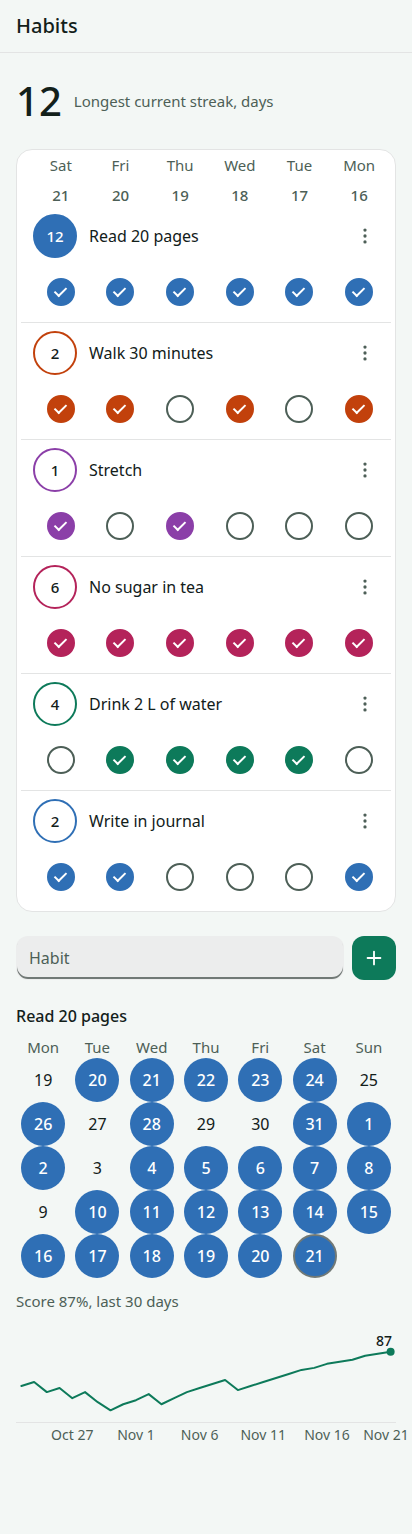 Habits
12 Longest current streak, days
Sat Fri Thu Wed Tue Mon
21 20 19 18 17 16
12 Read 20 pages
2 Walk 30 minutes
1 Stretch
6 No sugar in tea
4 Drink 2 L of water
2 Write in journal
Habit
Read 20 pages
Mon Tue Wed Thu Fri Sat Sun
19 20 21 22 23 24 25
26 27 28 29 30 31 1
2 3 4 5 6 7 8
9 10 11 12 13 14 15
16 17 18 19 20 21
Score 87%, last 30 days
87
Oct 27 Nov 1 Nov 6 Nov 11 Nov 16 Nov 21